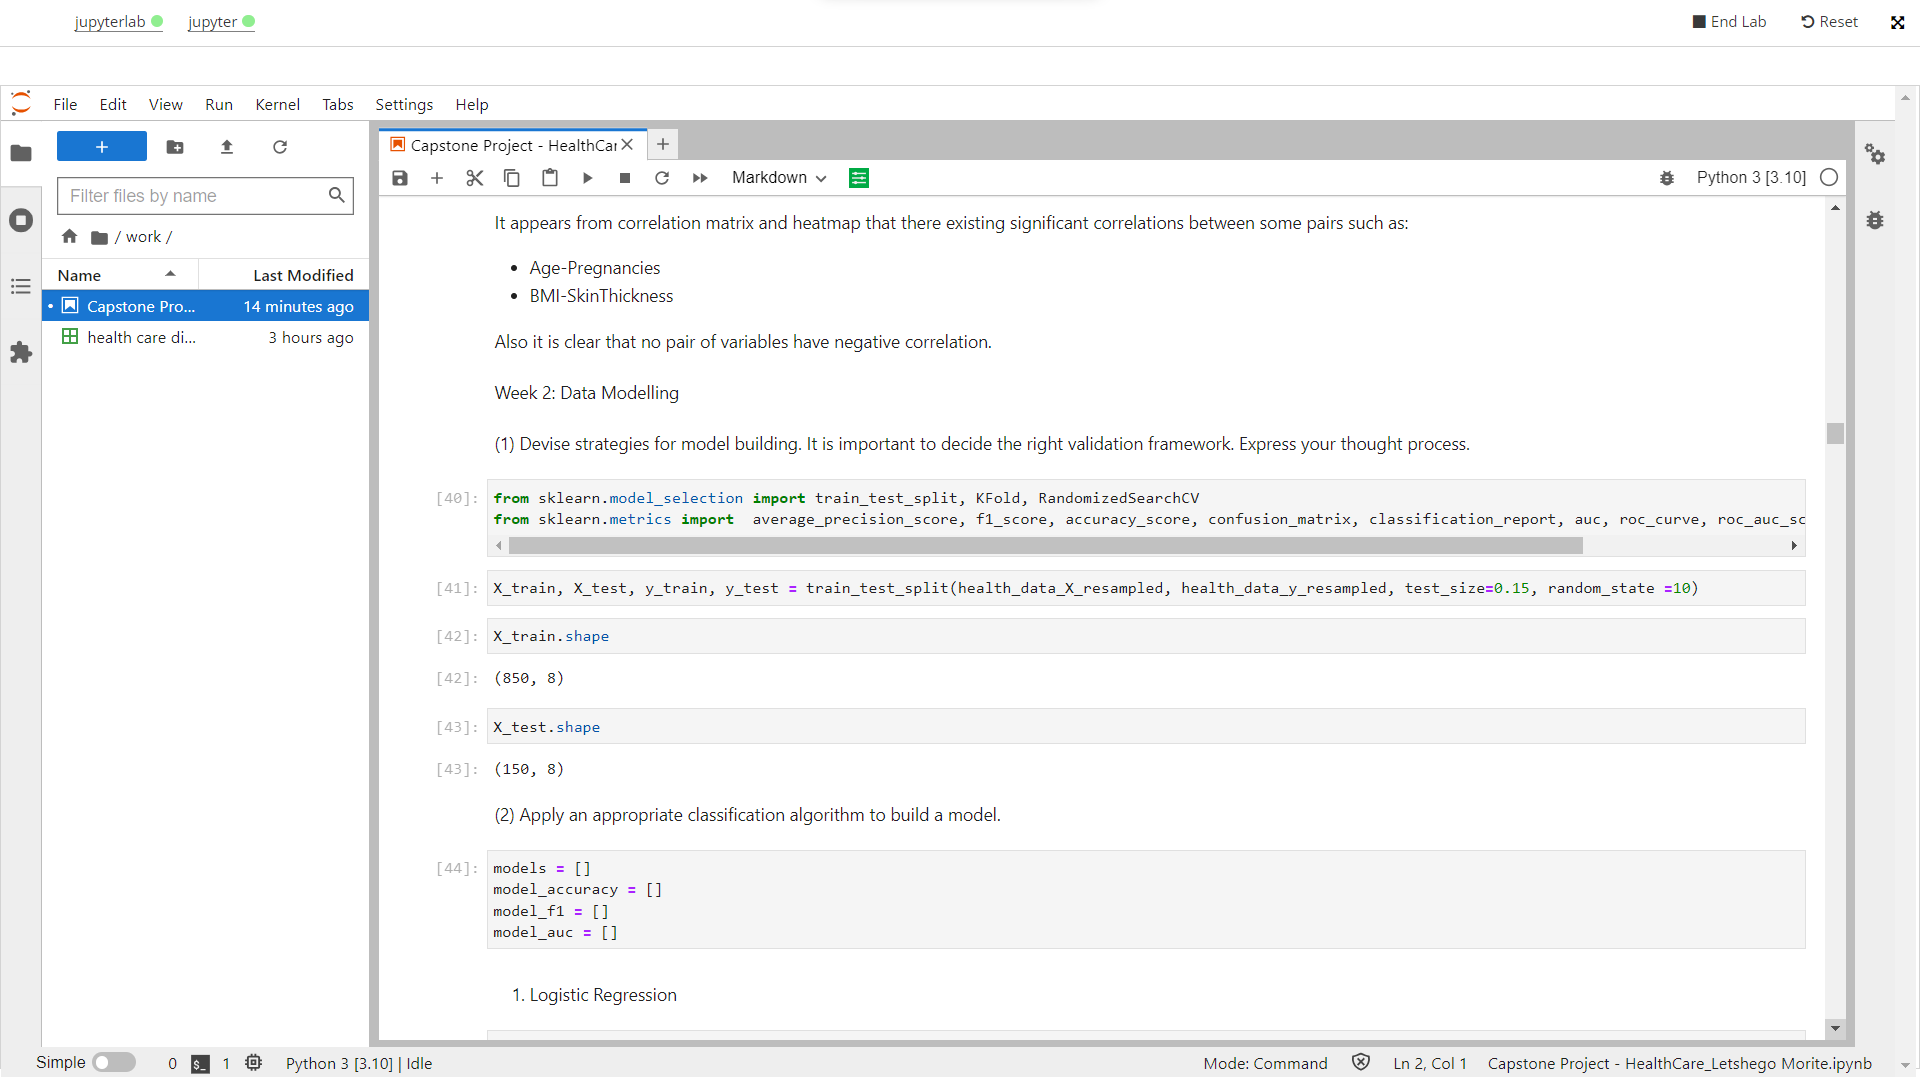 jupyterlab
jupyter
End Lab
Reset
File Edit View Run Kernel Tabs Settings Help
+
Filter files by name
/ work /
Name Last Modified
Capstone Pro... 14 minutes ago
health care di... 3 hours ago
Capstone Project - HealthCar
Markdown
Python 3 [3.10]
It appears from correlation matrix and heatmap that there existing significant correlations between some pairs such as:
• Age-Pregnancies
• BMI-SkinThickness
Also it is clear that no pair of variables have negative correlation.
Week 2: Data Modelling
(1) Devise strategies for model building. It is important to decide the right validation framework. Express your thought process.
[40]: from sklearn.model_selection import train_test_split, KFold, RandomizedSearchCV
from sklearn.metrics import  average_precision_score, f1_score, accuracy_score, confusion_matrix, classification_report, auc, roc_curve, roc_auc_sc
[41]: X_train, X_test, y_train, y_test = train_test_split(health_data_X_resampled, health_data_y_resampled, test_size=0.15, random_state =10)
[42]: X_train.shape
[42]: (850, 8)
[43]: X_test.shape
[43]: (150, 8)
(2) Apply an appropriate classification algorithm to build a model.
[44]: models = []
model_accuracy = []
model_f1 = []
model_auc = []
1. Logistic Regression
Simple 0 $_ 1 Python 3 [3.10] | Idle Mode: Command Ln 2, Col 1 Capstone Project - HealthCare_Letshego Morite.ipynb